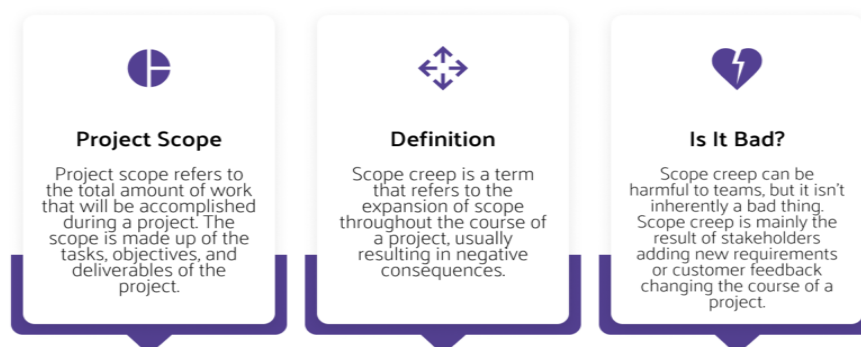 Project Scope
Project scope refers to
the total amount of work
that will be accomplished
during a project. The
scope is made up of the
tasks, objectives, and
deliverables of the
project.
Definition
Scope creep is a term
that refers to the
expansion of scope
throughout the course of
a project, usually
resulting in negative
consequences.
Is It Bad?
Scope creep can be
harmful to teams, but it isn't
inherently a bad thing.
Scope creep is mainly the
result of stakeholders
adding new requirements
or customer feedback
changing the course of a
project.